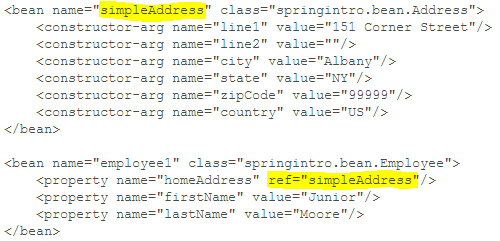 <bean name="simpleAddress" class="springintro.bean.Address">
    <constructor-arg name="line1" value="151 Corner Street"/>
    <constructor-arg name="line2" value=""/>
    <constructor-arg name="city" value="Albany"/>
    <constructor-arg name="state" value="NY"/>
    <constructor-arg name="zipCode" value="99999"/>
    <constructor-arg name="country" value="US"/>
</bean>

<bean name="employee1" class="springintro.bean.Employee">
    <property name="homeAddress" ref="simpleAddress"/>
    <property name="firstName" value="Junior"/>
    <property name="lastName" value="Moore"/>
</bean>